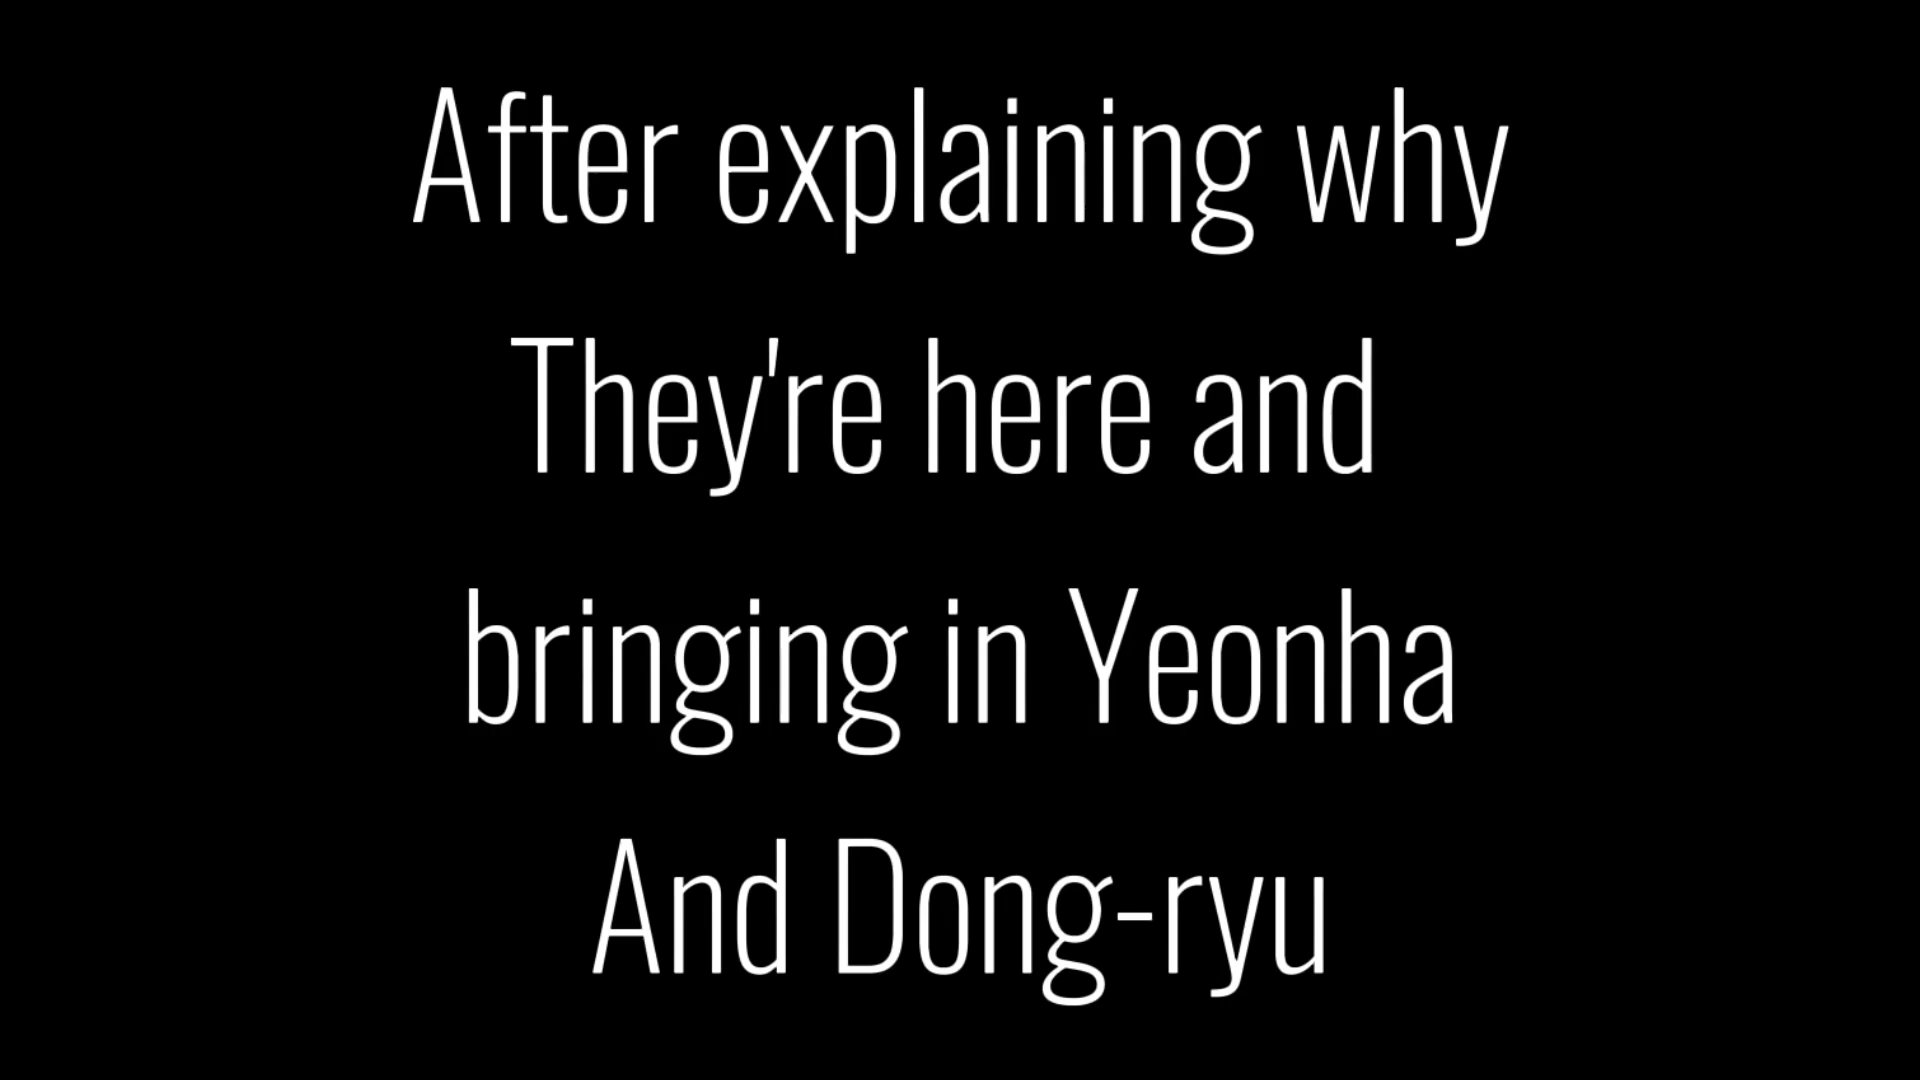 After explaining why
They're here and
bringing in Yeonha
And Dong-ryu